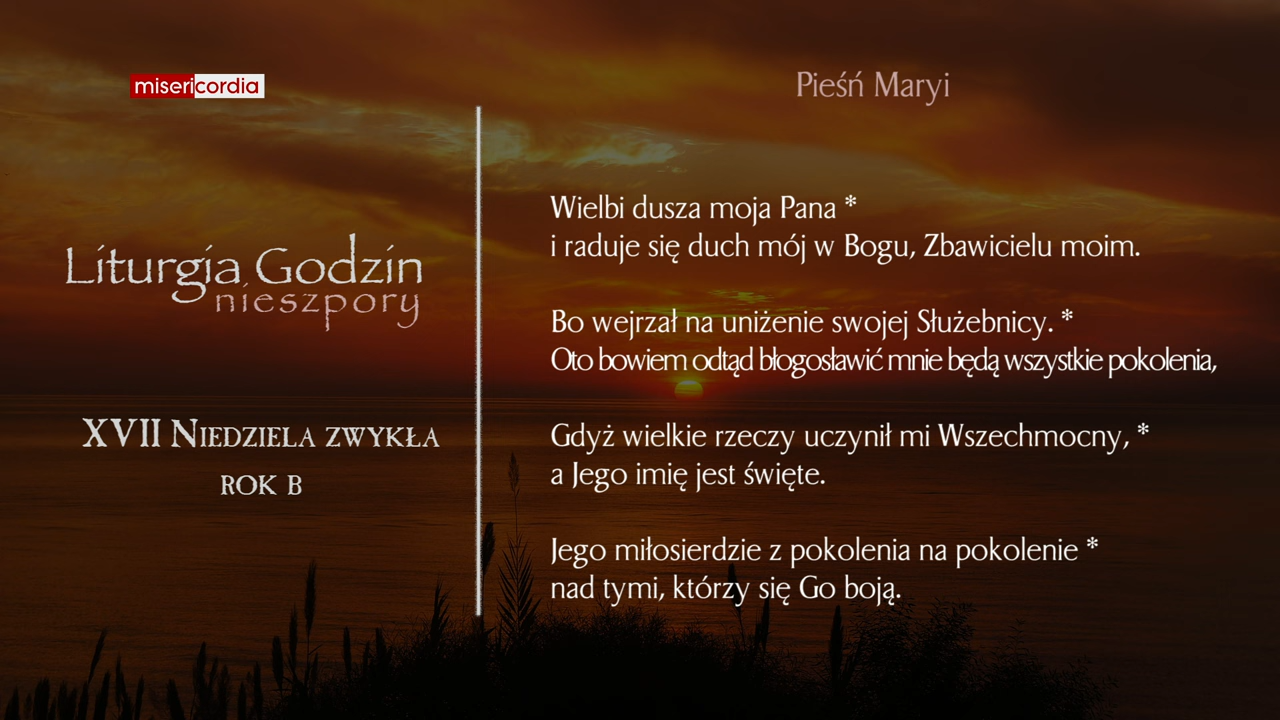 misericordia
Liturgia Godzin
nieszpory
XVII Niedziela zwykła
rok B
Pieśń Maryi
Wielbi dusza moja Pana *
i raduje się duch mój w Bogu, Zbawicielu moim.
Bo wejrzał na uniżenie swojej Służebnicy. *
Oto bowiem odtąd błogosławić mnie będą wszystkie pokolenia,
Gdyż wielkie rzeczy uczynił mi Wszechmocny, *
a Jego imię jest święte.
Jego miłosierdzie z pokolenia na pokolenie *
nad tymi, którzy się Go boją.